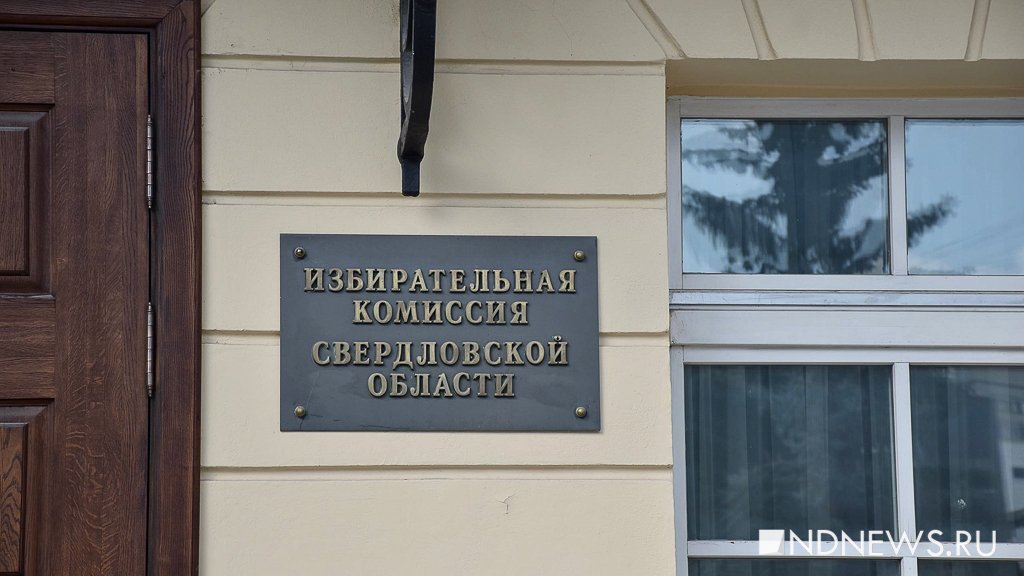 ИЗБИРАТЕЛЬНАЯ
КОМИССИЯ
СВЕРДЛОВСКОЙ
ОБЛАСТИ
NDNEWS.RU